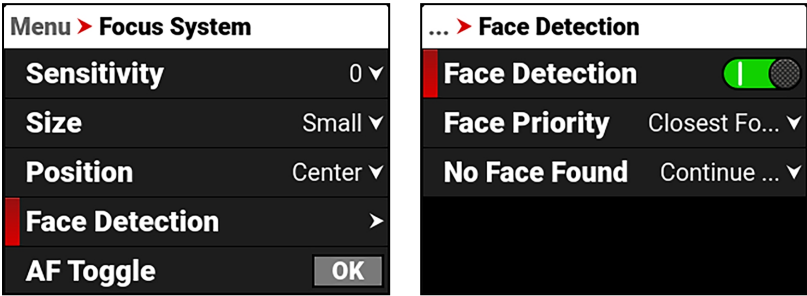 Menu > Focus System
Sensitivity 0
Size Small
Position Center
Face Detection >
AF Toggle OK
... > Face Detection
Face Detection
Face Priority Closest Fo...
No Face Found Continue ...